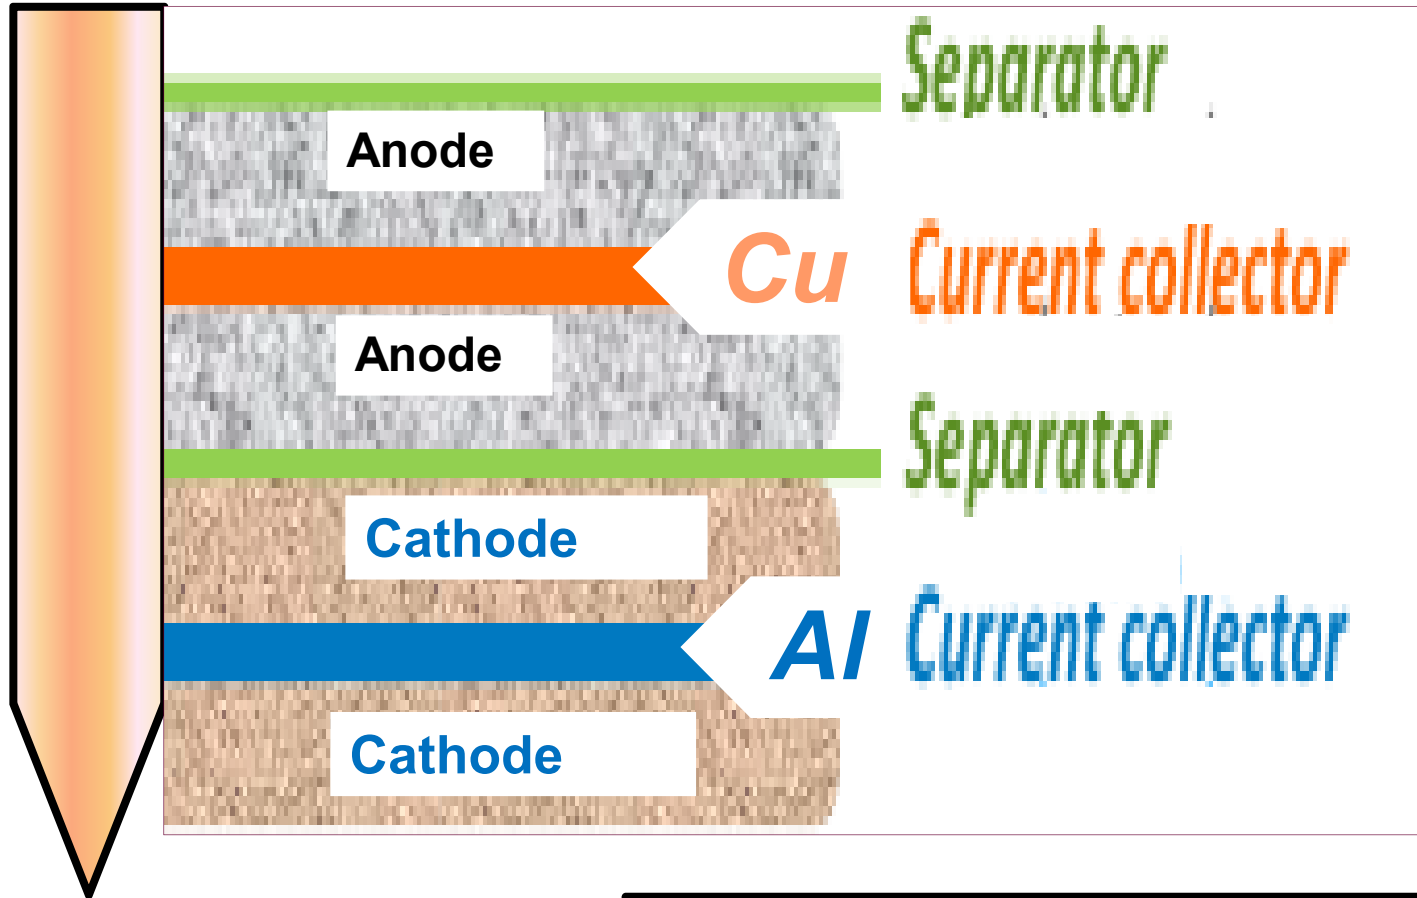 Separator
Anode
Cu Current collector
Anode
Separator
Cathode
Al Current collector
Cathode